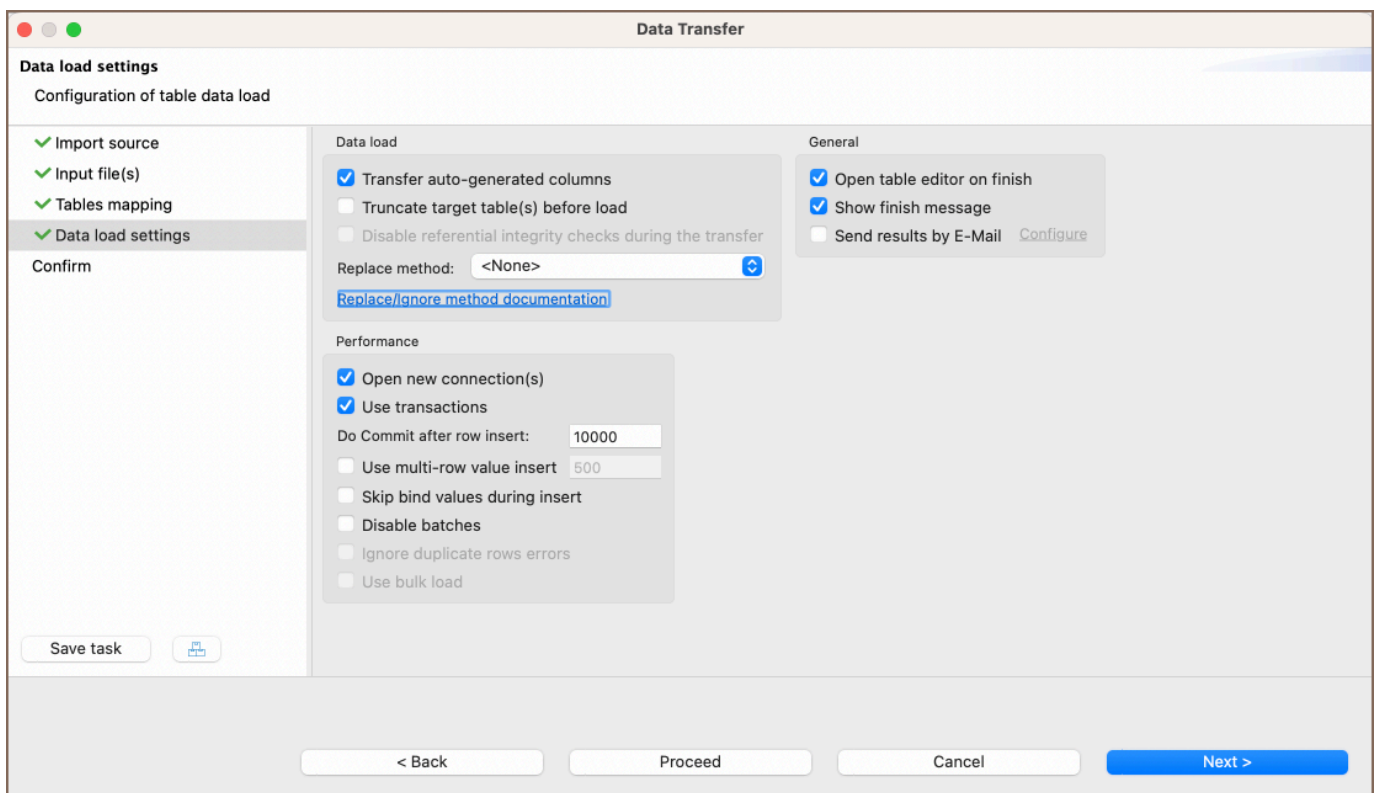 Data Transfer
Data load settings
Configuration of table data load
Import source
Input file(s)
Tables mapping
Data load settings
Confirm
Save task
Data load
Transfer auto-generated columns
Truncate target table(s) before load
Disable referential integrity checks during the transfer
Replace method: <None>
Replace/Ignore method documentation
General
Open table editor on finish
Show finish message
Send results by E-Mail Configure
Performance
Open new connection(s)
Use transactions
Do Commit after row insert: 10000
Use multi-row value insert 500
Skip bind values during insert
Disable batches
Ignore duplicate rows errors
Use bulk load
< Back Proceed Cancel Next >